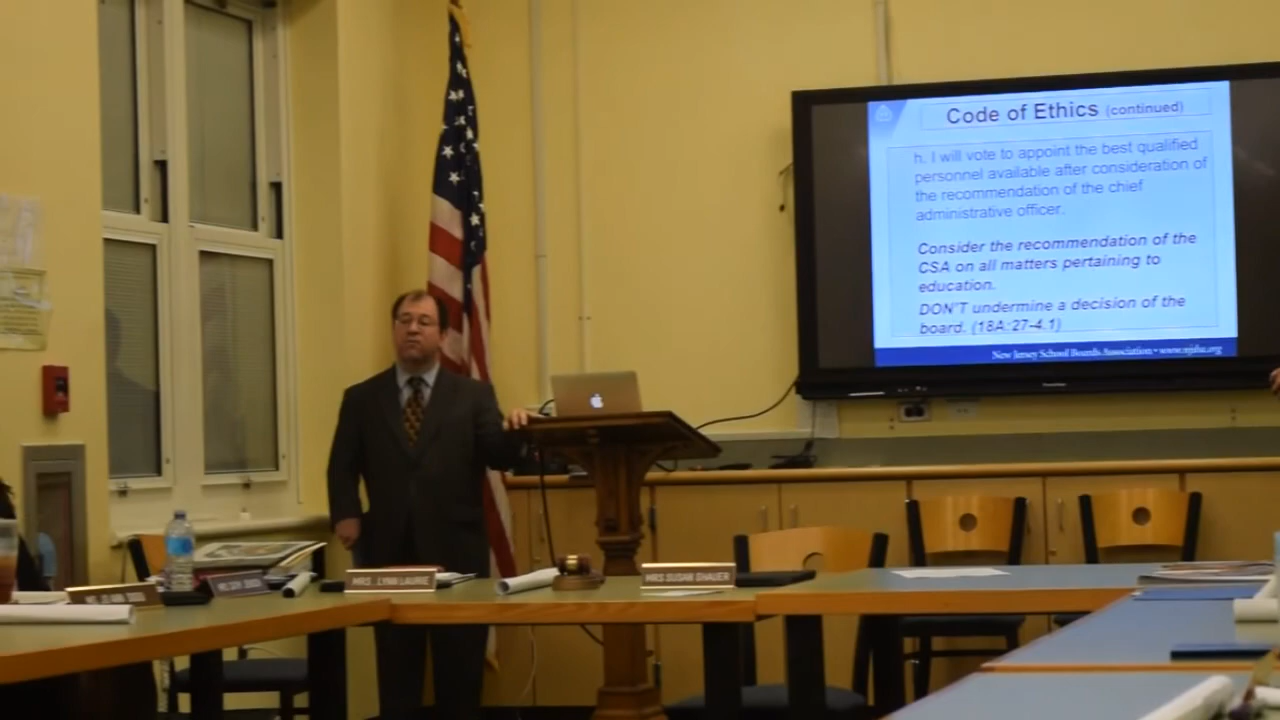 Code of Ethics (continued)
h. I will vote to appoint the best qualified
personnel available after consideration of
the recommendation of the chief
administrative officer.
Consider the recommendation of the
CSA on all matters pertaining to
education.
DON'T undermine a decision of the
board. (18A:27-4.1)
New Jersey School Boards Association • www.njsba.org
MRS. LYNN LAURIE
MRS SUSAN SHAUER